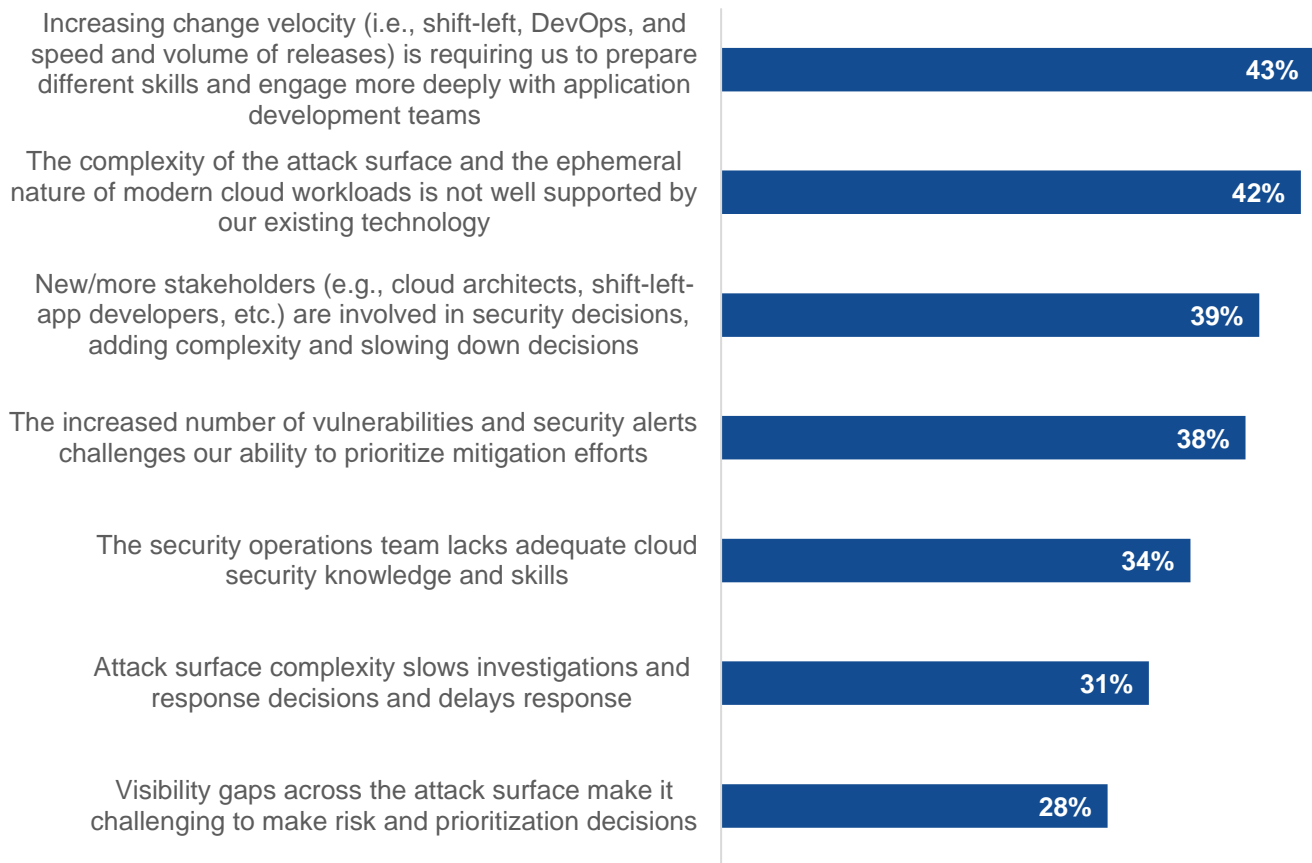 Increasing change velocity (i.e., shift-left, DevOps, and
speed and volume of releases) is requiring us to prepare
different skills and engage more deeply with application
development teams
43%
The complexity of the attack surface and the ephemeral
nature of modern cloud workloads is not well supported by
our existing technology
42%
New/more stakeholders (e.g., cloud architects, shift-left-
app developers, etc.) are involved in security decisions,
adding complexity and slowing down decisions
39%
The increased number of vulnerabilities and security alerts
challenges our ability to prioritize mitigation efforts
38%
The security operations team lacks adequate cloud
security knowledge and skills
34%
Attack surface complexity slows investigations and
response decisions and delays response
31%
Visibility gaps across the attack surface make it
challenging to make risk and prioritization decisions
28%